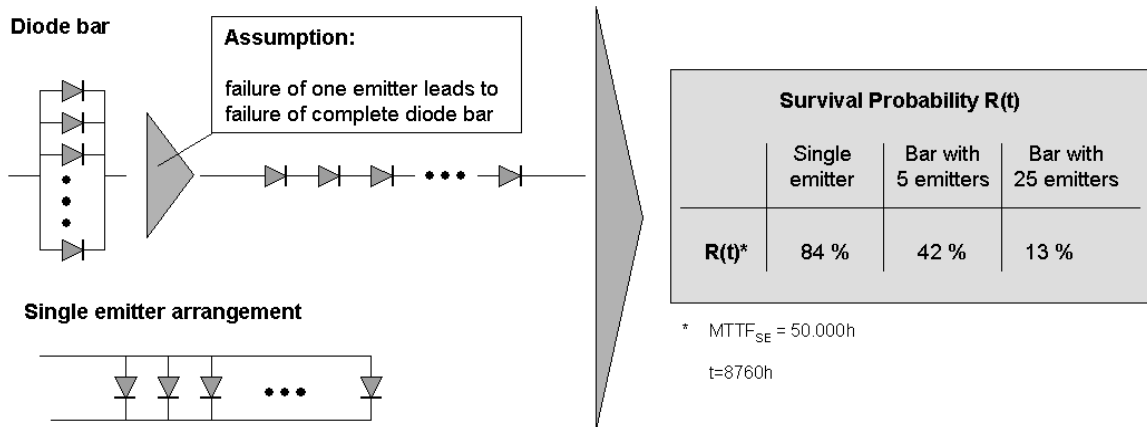 Diode bar
Assumption:
failure of one emitter leads to
failure of complete diode bar
Single emitter arrangement
Survival Probability R(t)
Single emitter
Bar with 5 emitters
Bar with 25 emitters
R(t)* 84 % 42 % 13 %
* MTTFSE = 50.000h
t=8760h